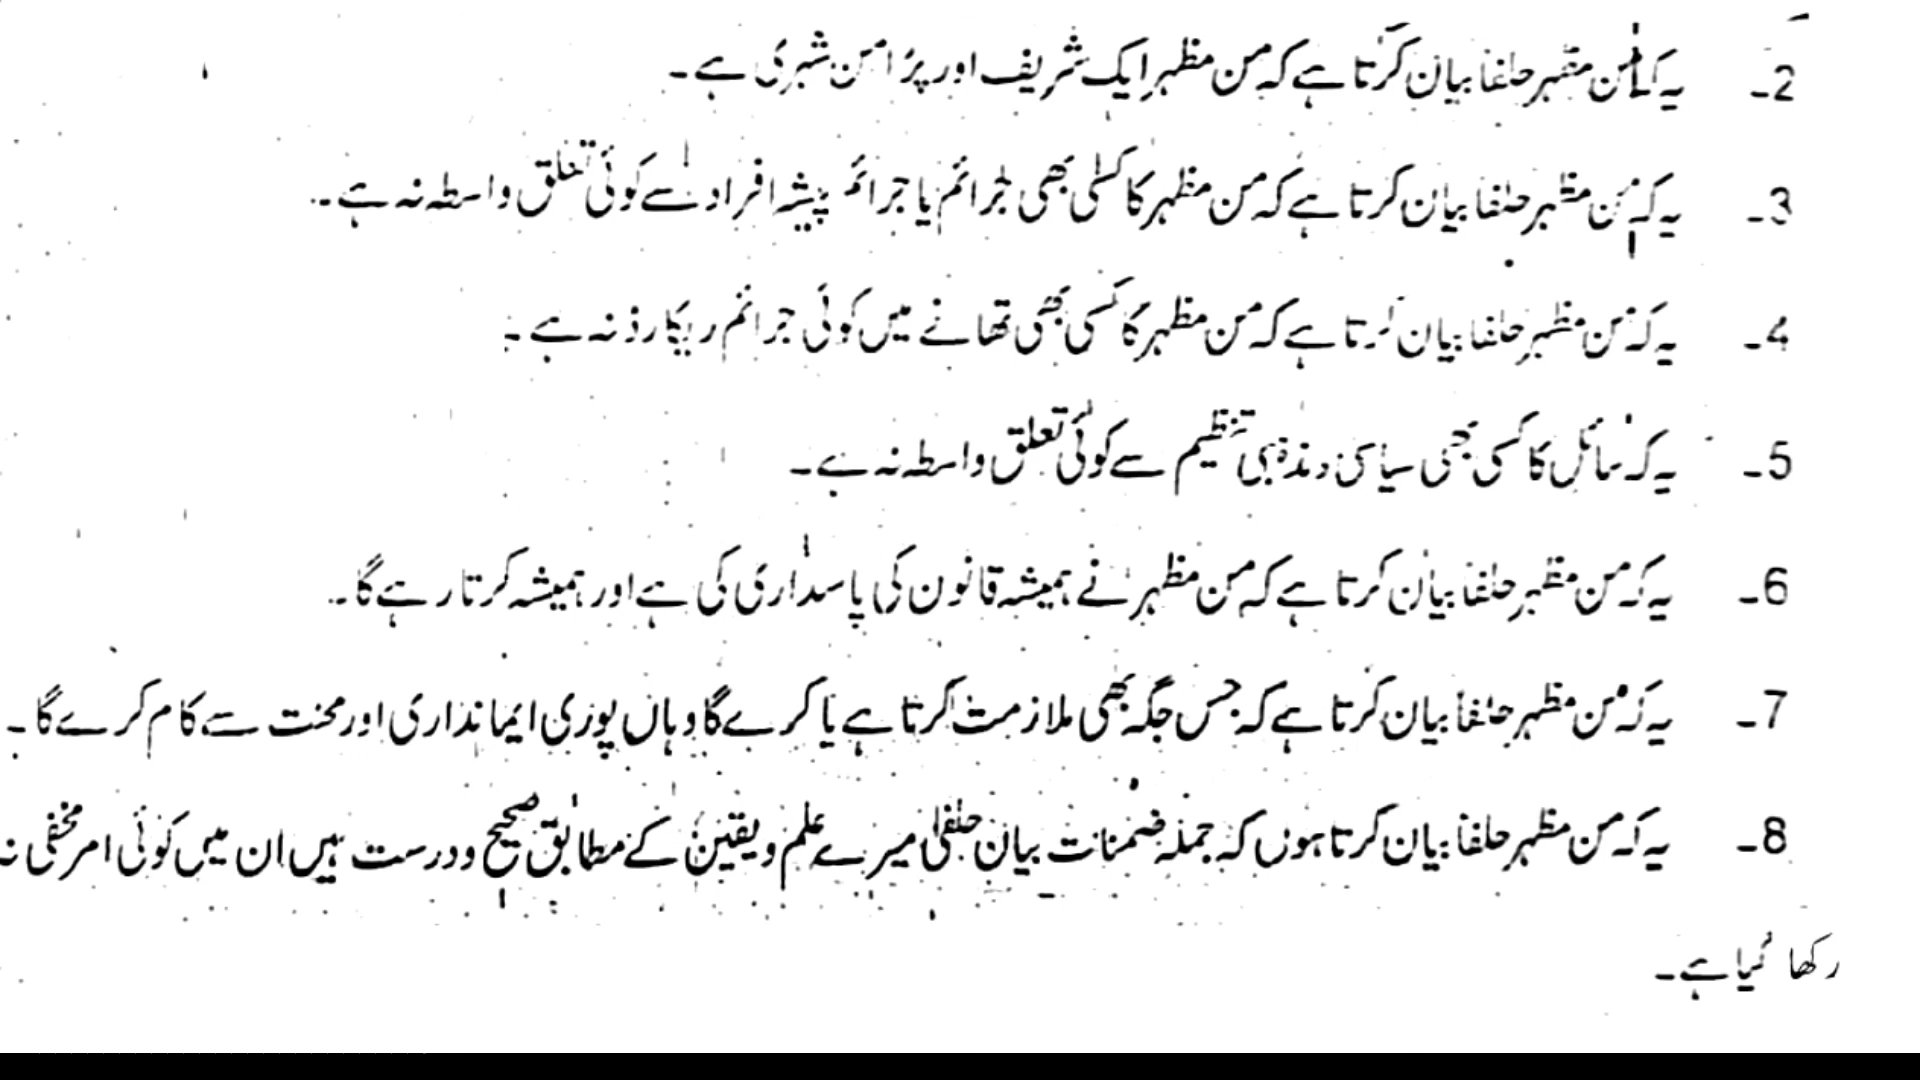 2۔ یہ کہ من مظہر حلفا بیان کرتا ہے کہ من مظہر ایک شریف اور پرُ امن شہری ہے۔
3۔ یہ کہ من مظہر حلفا بیان کرتا ہے کہ من مظہر کا کسی بھی جرائم یا جرائم پیشہ افراد سے کوئی تعلق واسطہ نہ ہے۔
4۔ یہ کہ من مظہر حلفا بیان کرتا ہے کہ من مظہر کا کسی بھی تھانے میں کوئی جرائم ریکارڈ نہ ہے۔
5۔ یہ کہ سائل کا کسی بھی سیاسی و مذہبی تنظیم سے کوئی تعلق واسطہ نہ ہے۔
6۔ یہ کہ من مظہر حلفا بیان کرتا ہے کہ من مظہر نے ہمیشہ قانون کی پاسداری کی ہے اور ہمیشہ کرتا رہے گا۔
7۔ یہ کہ من مظہر حلفا بیان کرتا ہے کہ جس جگہ بھی ملازمت کرتا ہے یا کرے گا وہاں پوری ایمانداری اور محنت سے کام کرے گا۔
8۔ یہ کہ من مظہر حلفا بیان کرتا ہوں کہ جملہ ضمنات بیان حلفی میرے علم و یقین کے مطابق صحیح و درست ہیں ان میں کوئی امر مخفی نہ
رکھا گیا ہے۔